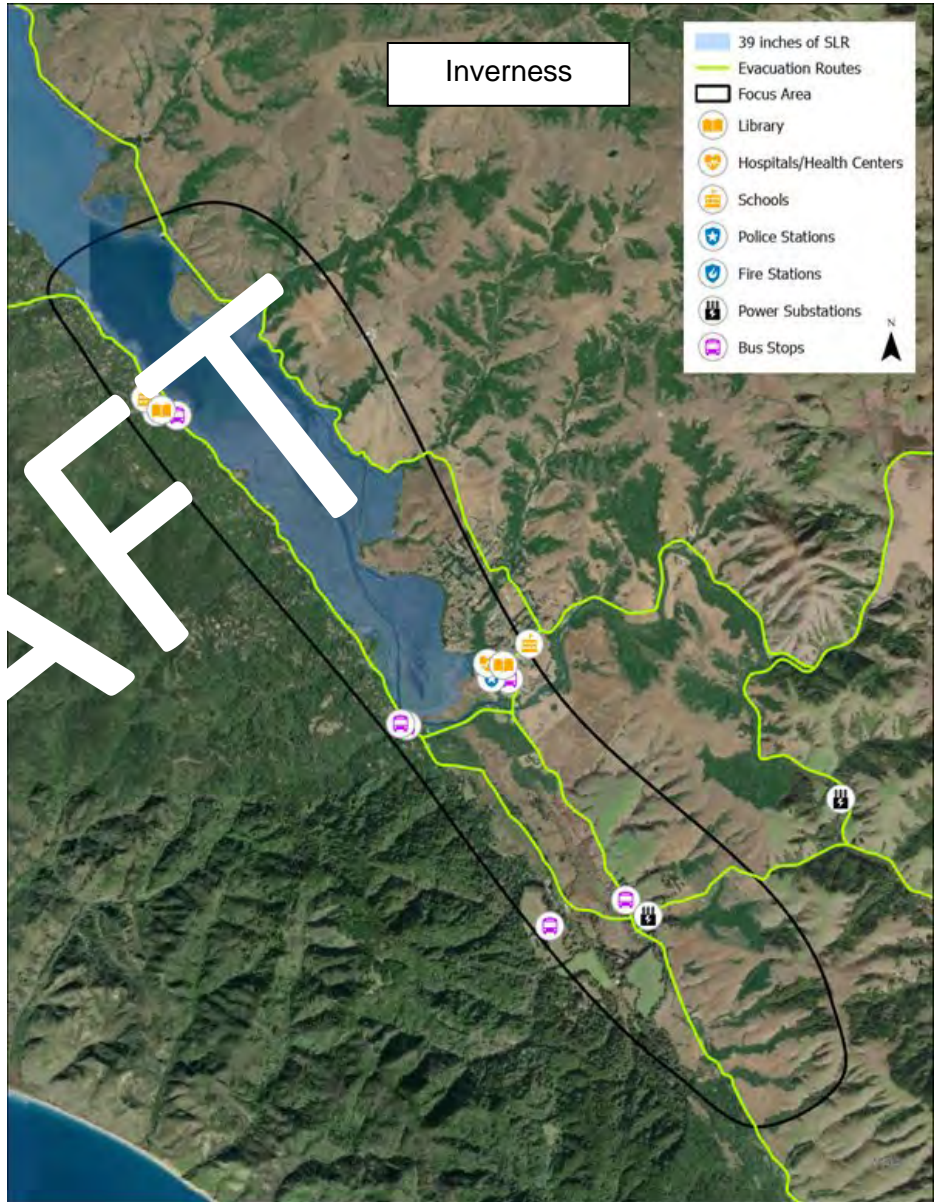 Inverness
39 inches of SLR
Evacuation Routes
Focus Area
Library
Hospitals/Health Centers
Schools
Police Stations
Fire Stations
Power Substations
Bus Stops
N
AFT